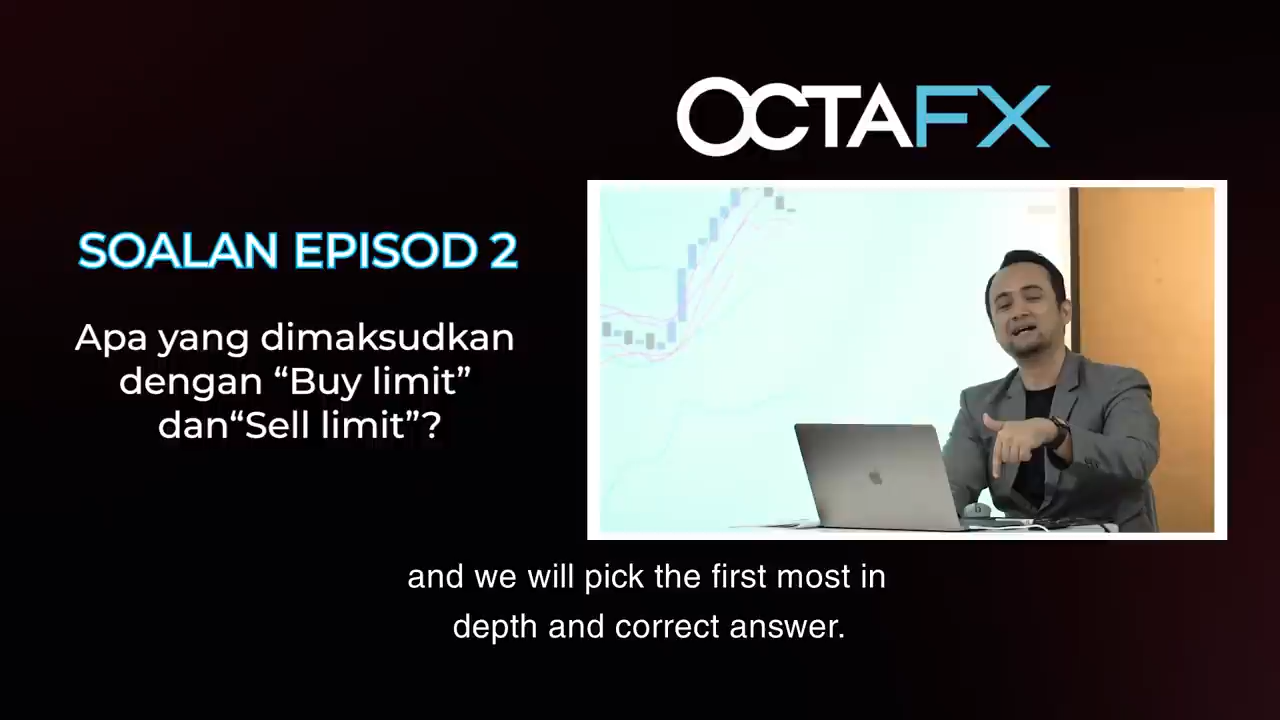 OCTAFX
SOALAN EPISOD 2
Apa yang dimaksudkan
dengan “Buy limit”
dan“Sell limit”?
and we will pick the first most in
depth and correct answer.